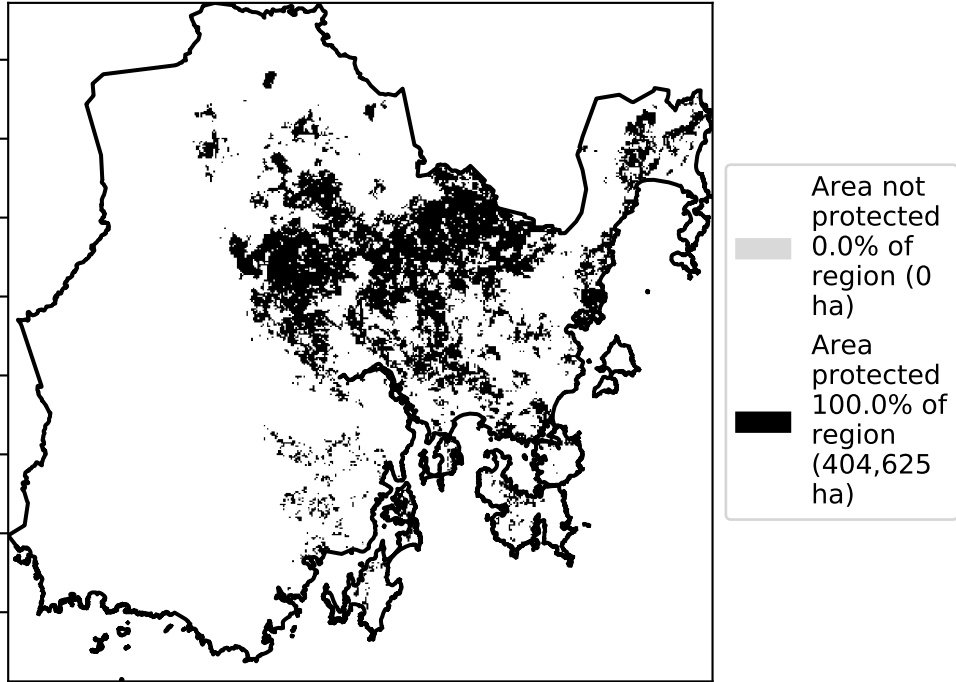 Area not
protected
0.0% of
region (0
ha)
Area
protected
100.0% of
region
(404,625
ha)